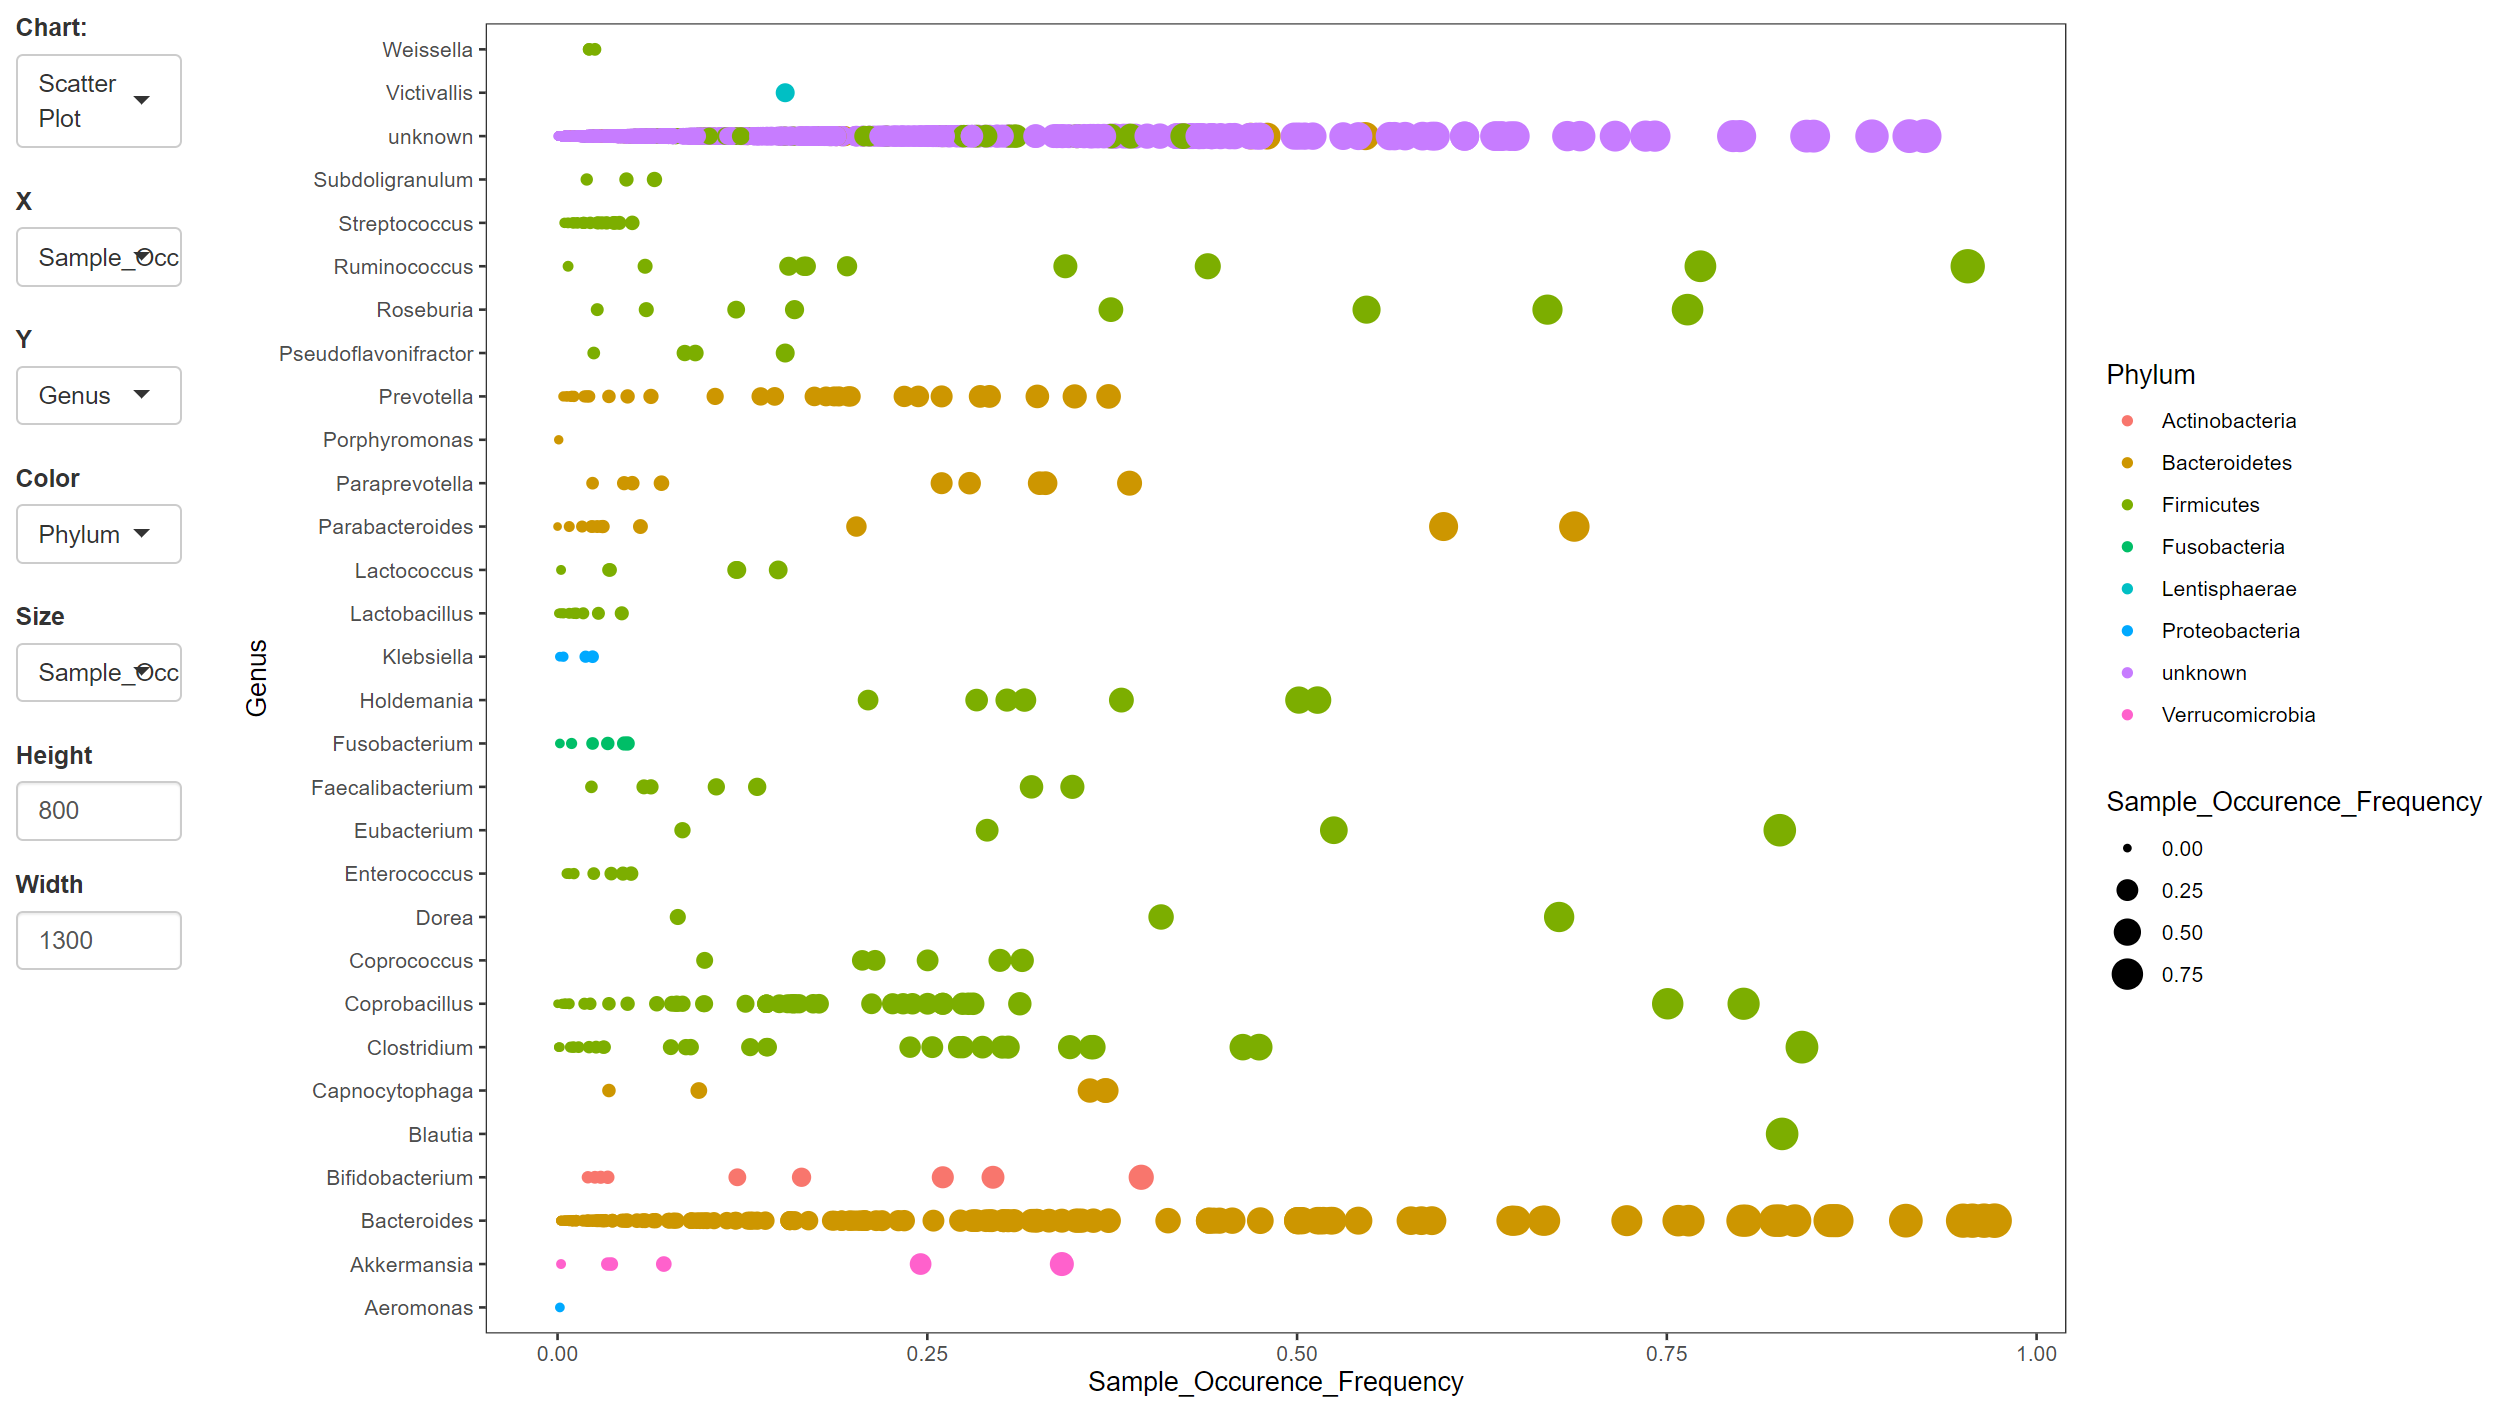 Chart:
Scatter
Plot
X
Sample_Occ
Y
Genus
Color
Phylum
Size
Sample_Occ
Height
800
Width
1300
Genus
Weissella
Victivallis
unknown
Subdoligranulum
Streptococcus
Ruminococcus
Roseburia
Pseudoflavonifractor
Prevotella
Porphyromonas
Paraprevotella
Parabacteroides
Lactococcus
Lactobacillus
Klebsiella
Holdemania
Fusobacterium
Faecalibacterium
Eubacterium
Enterococcus
Dorea
Coprococcus
Coprobacillus
Clostridium
Capnocytophaga
Blautia
Bifidobacterium
Bacteroides
Akkermansia
Aeromonas
0.00 0.25 0.50 0.75 1.00
Sample_Occurence_Frequency
Phylum
Actinobacteria
Bacteroidetes
Firmicutes
Fusobacteria
Lentisphaerae
Proteobacteria
unknown
Verrucomicrobia
Sample_Occurence_Frequency
0.00
0.25
0.50
0.75